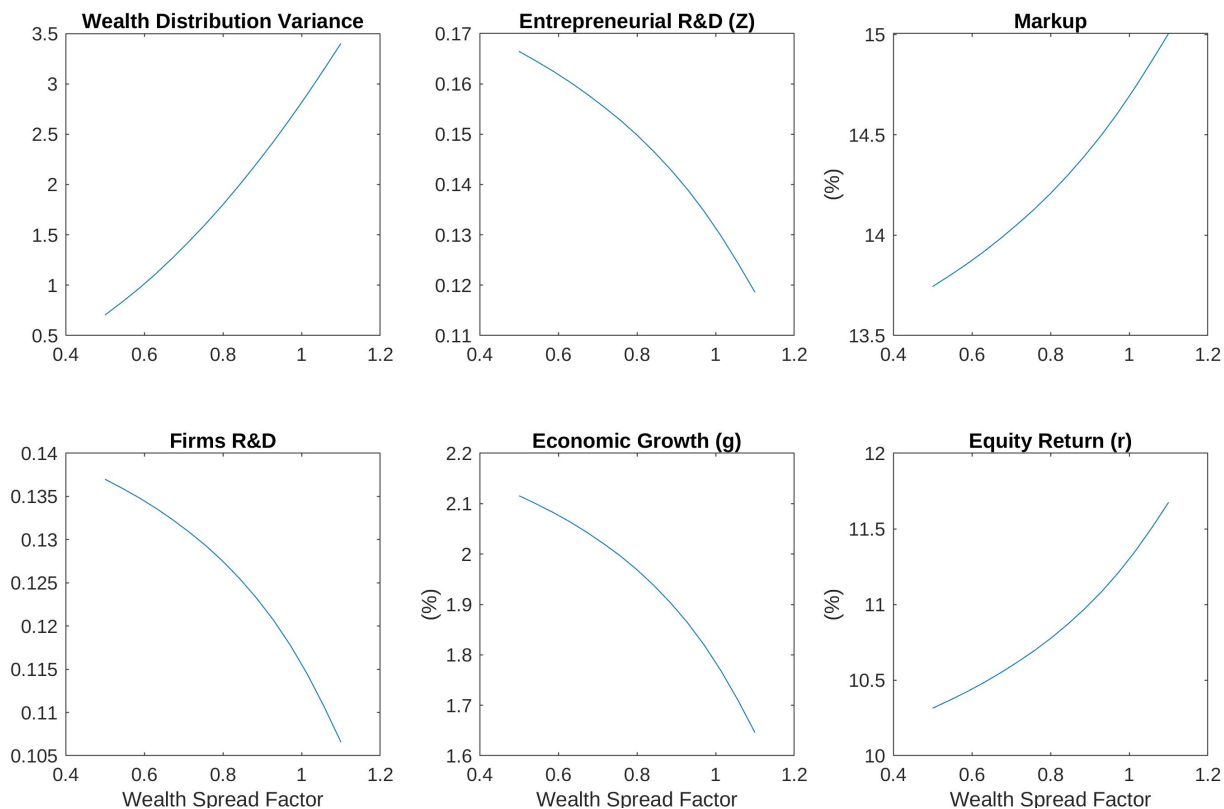 Wealth Distribution Variance
3.5
3
2.5
2
1.5
1
0.5
0.4 0.6 0.8 1 1.2
Entrepreneurial R&D (Z)
0.17
0.16
0.15
0.14
0.13
0.12
0.11
0.4 0.6 0.8 1 1.2
Markup
(%)
15
14.5
14
13.5
0.4 0.6 0.8 1 1.2
Firms R&D
0.14
0.135
0.13
0.125
0.12
0.115
0.11
0.105
0.4 0.6 0.8 1 1.2
Wealth Spread Factor
Economic Growth (g)
(%)
2.2
2.1
2
1.9
1.8
1.7
1.6
0.4 0.6 0.8 1 1.2
Wealth Spread Factor
Equity Return (r)
(%)
12
11.5
11
10.5
10
0.4 0.6 0.8 1 1.2
Wealth Spread Factor